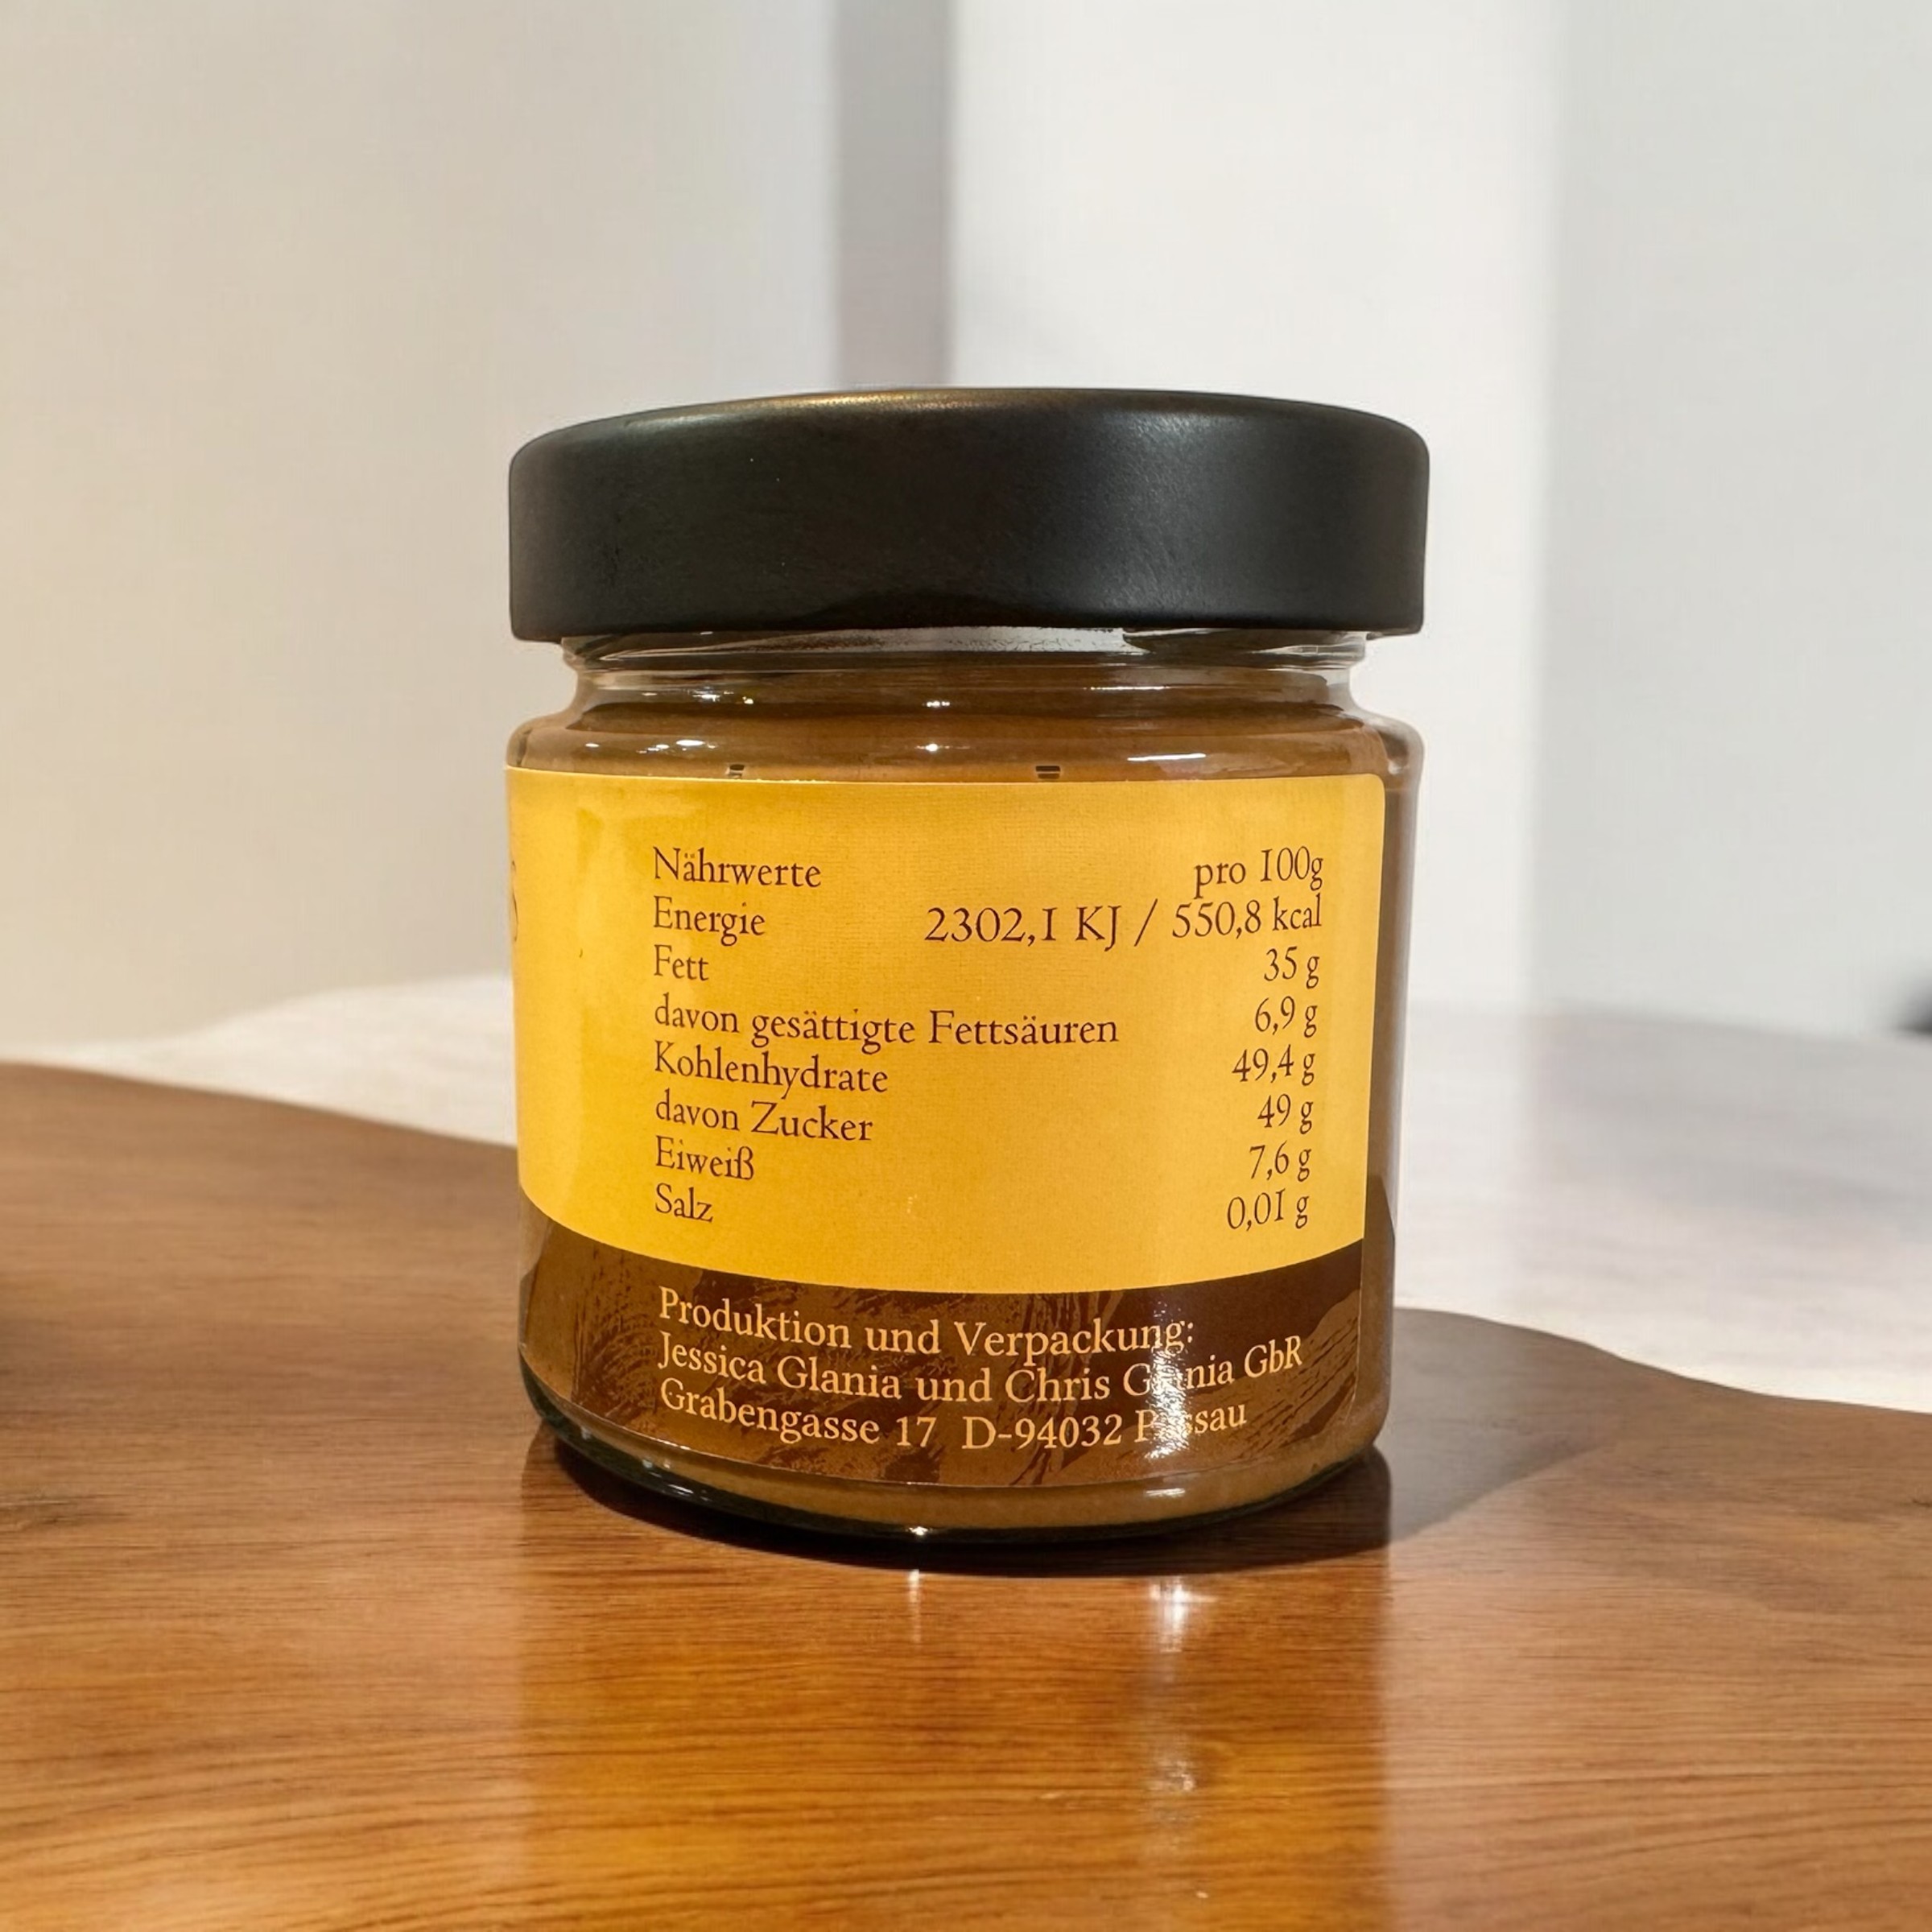 Nährwerte pro 100g
Energie 2302,1 KJ / 550,8 kcal
Fett 35 g
davon gesättigte Fettsäuren 6,9 g
Kohlenhydrate 49,4 g
davon Zucker 49 g
Eiweiß 7,6 g
Salz 0,01 g
Produktion und Verpackung:
Jessica Glania und Chris Glania GbR
Grabengasse 17 D-94032 Passau